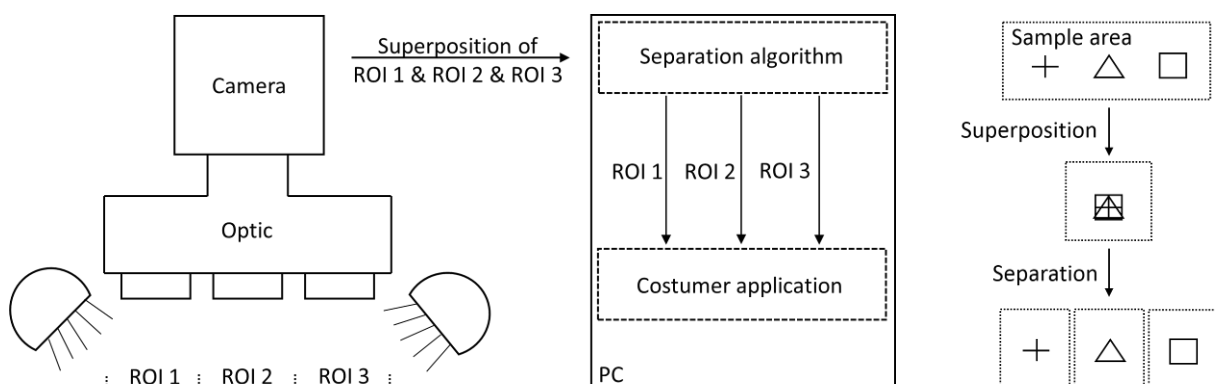 Camera
Optic
ROI 1
ROI 2
ROI 3
Superposition of
ROI 1 & ROI 2 & ROI 3
Separation algorithm
ROI 1
ROI 2
ROI 3
Costumer application
PC
Sample area
Superposition
Separation